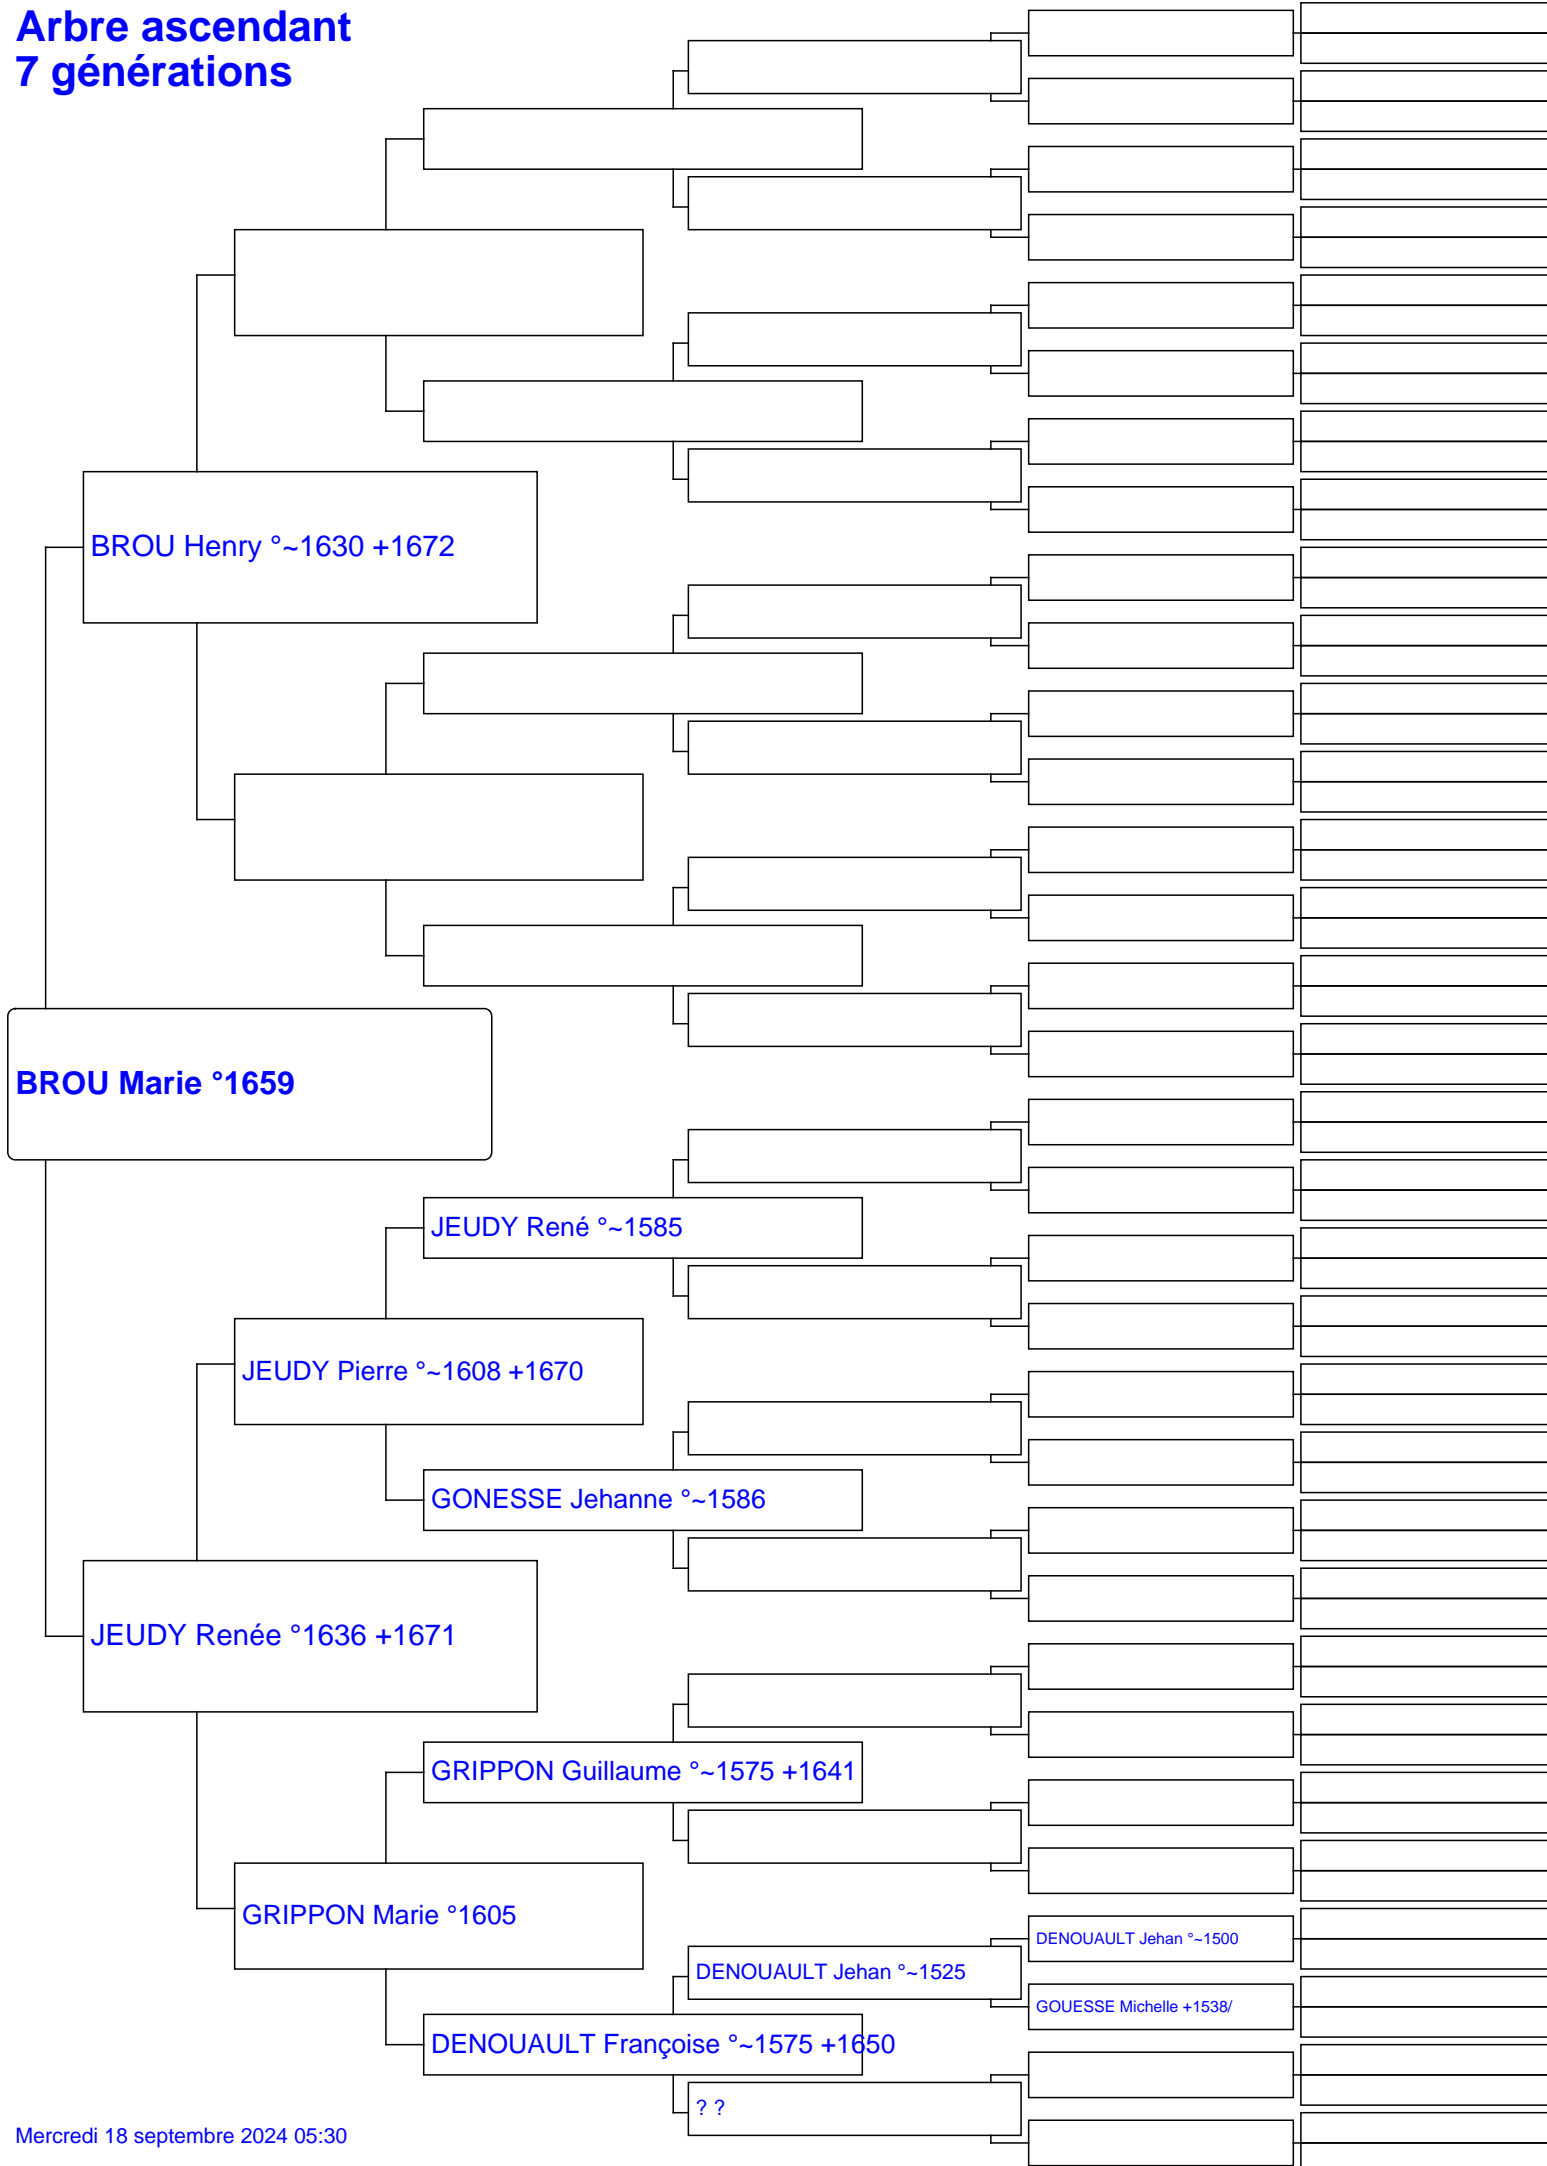 Arbre ascendant
7 générations
BROU Henry °~1630 +1672
BROU Marie °1659
JEUDY René °~1585
JEUDY Pierre °~1608 +1670
GONESSE Jehanne °~1586
JEUDY Renée °1636 +1671
GRIPPON Guillaume °~1575 +1641
GRIPPON Marie °1605
DENOUAULT Jehan °~1500
DENOUAULT Jehan °~1525
GOUESSE Michelle +1538/
DENOUAULT Françoise °~1575 +1650
? ?
Mercredi 18 septembre 2024 05:30